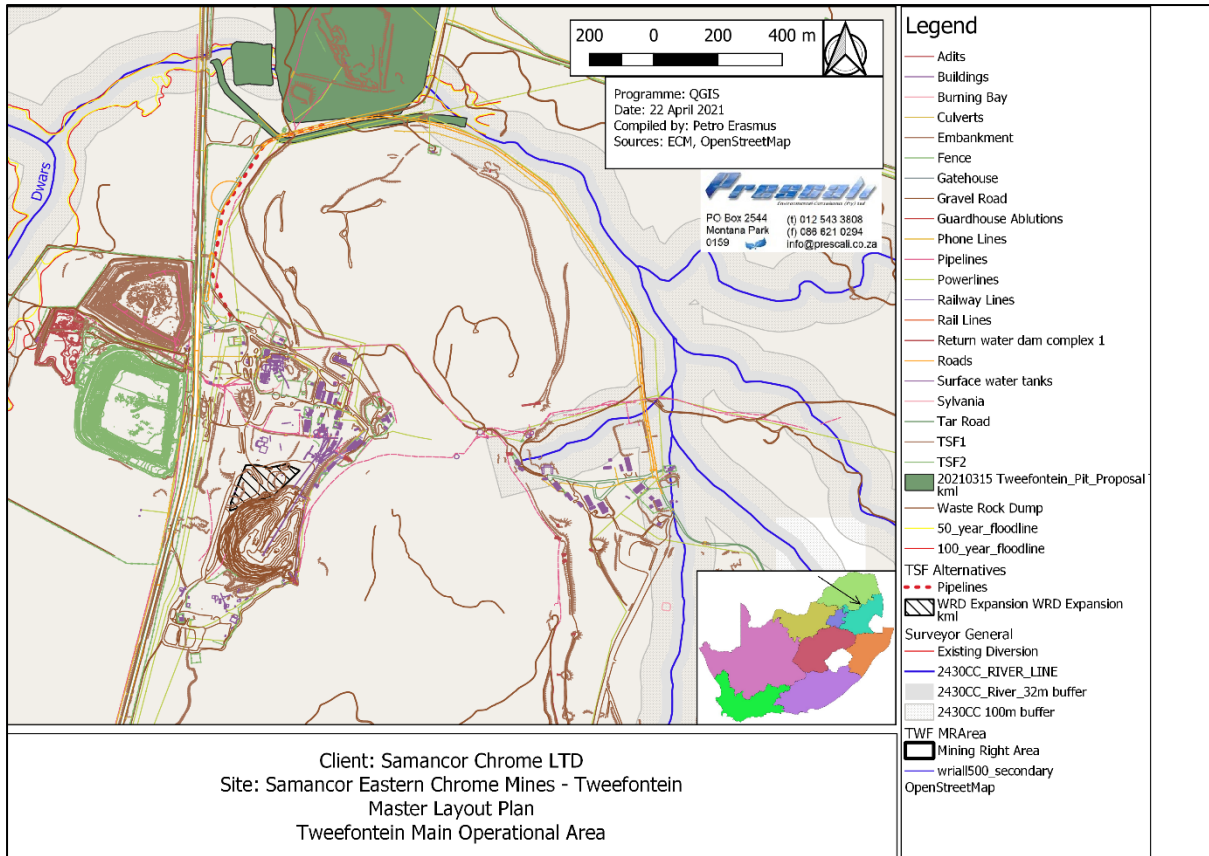 200 0 200 400 m
Programme: QGIS
Date: 22 April 2021
Compiled by: Petro Erasmus
Sources: ECM, OpenStreetMap
Prescali
Environmental Consultants (Pty) Ltd
PO Box 2544
Montana Park
0159
(t) 012 543 3808
(f) 086 621 0294
info@prescali.co.za
Dwars
Legend
Adits
Buildings
Burning Bay
Culverts
Embankment
Fence
Gatehouse
Gravel Road
Guardhouse Ablutions
Phone Lines
Pipelines
Powerlines
Railway Lines
Rail Lines
Return water dam complex 1
Roads
Surface water tanks
Sylvania
Tar Road
TSF1
TSF2
20210315 Tweefontein_Pit_Proposal
kml
Waste Rock Dump
50_year_floodline
100_year_floodline
TSF Alternatives
Pipelines
WRD Expansion WRD Expansion
kml
Surveyor General
Existing Diversion
2430CC_RIVER_LINE
2430CC_River_32m buffer
2430CC 100m buffer
TWF MRArea
Mining Right Area
wriall500_secondary
OpenStreetMap
Client: Samancor Chrome LTD
Site: Samancor Eastern Chrome Mines - Tweefontein
Master Layout Plan
Tweefontein Main Operational Area